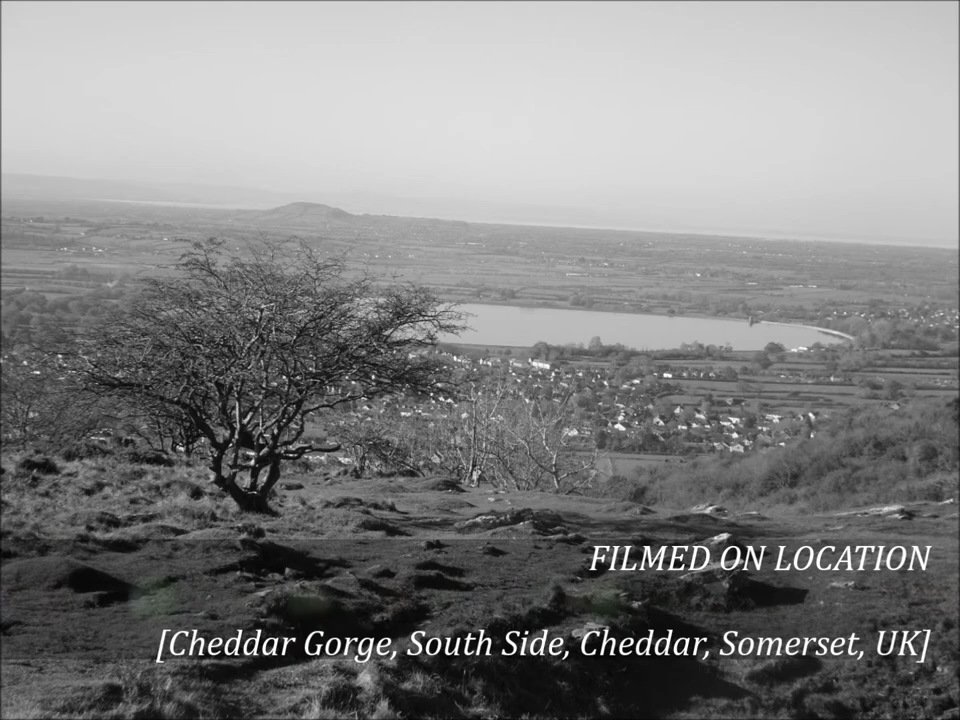 FILMED ON LOCATION
[Cheddar Gorge, South Side, Cheddar, Somerset, UK]